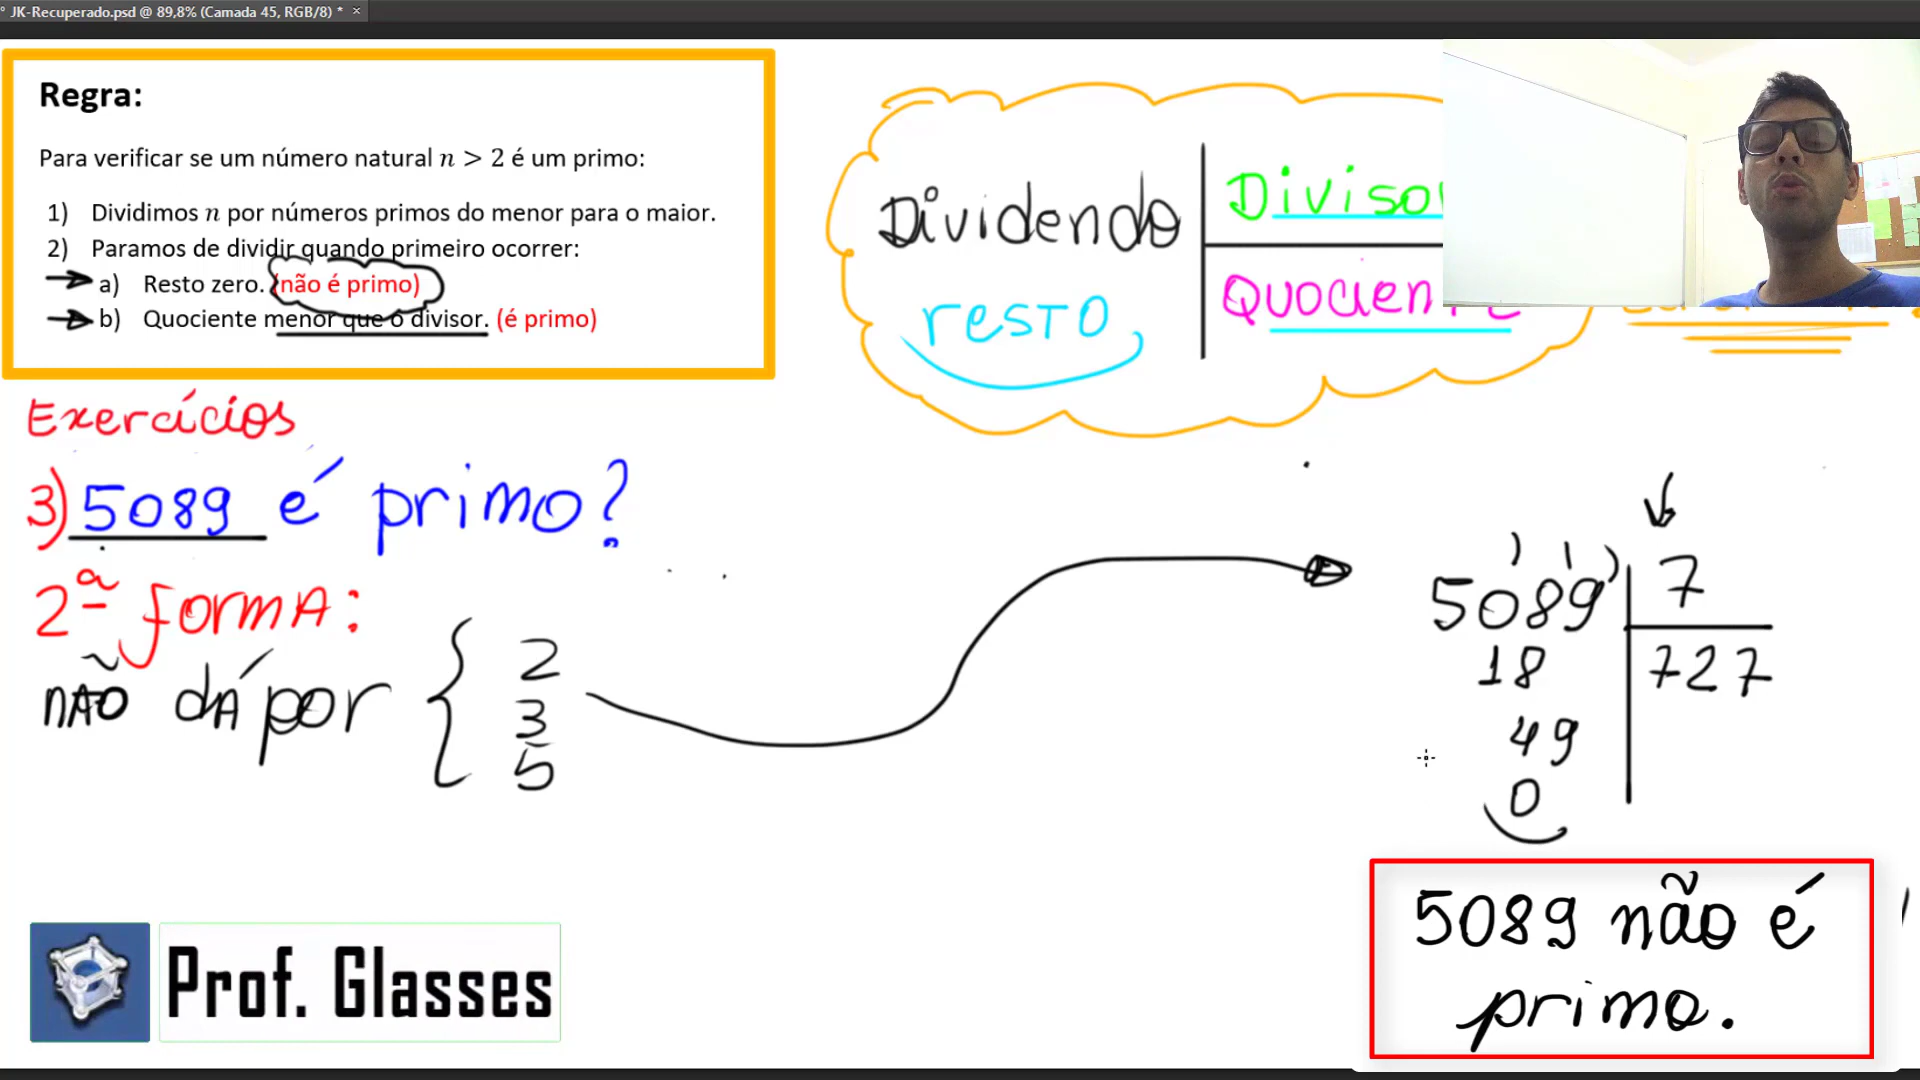 JK-Recuperado.psd @ 89,8% (Camada 45, RGB/8) * ×
Regra:
Para verificar se um número natural n > 2 é um primo:
1) Dividimos n por números primos do menor para o maior.
2) Paramos de dividir quando primeiro ocorrer:
a) Resto zero. (não é primo)
b) Quociente menor que o divisor. (é primo)
Dividendo
Divisor
resto
Quociente
Exercícios
3) 5089 é primo?
2ª forma:
não dá por { 2
3
5
5089 7
18 727
49
0
5089 não é
primo.
Prof. Glasses